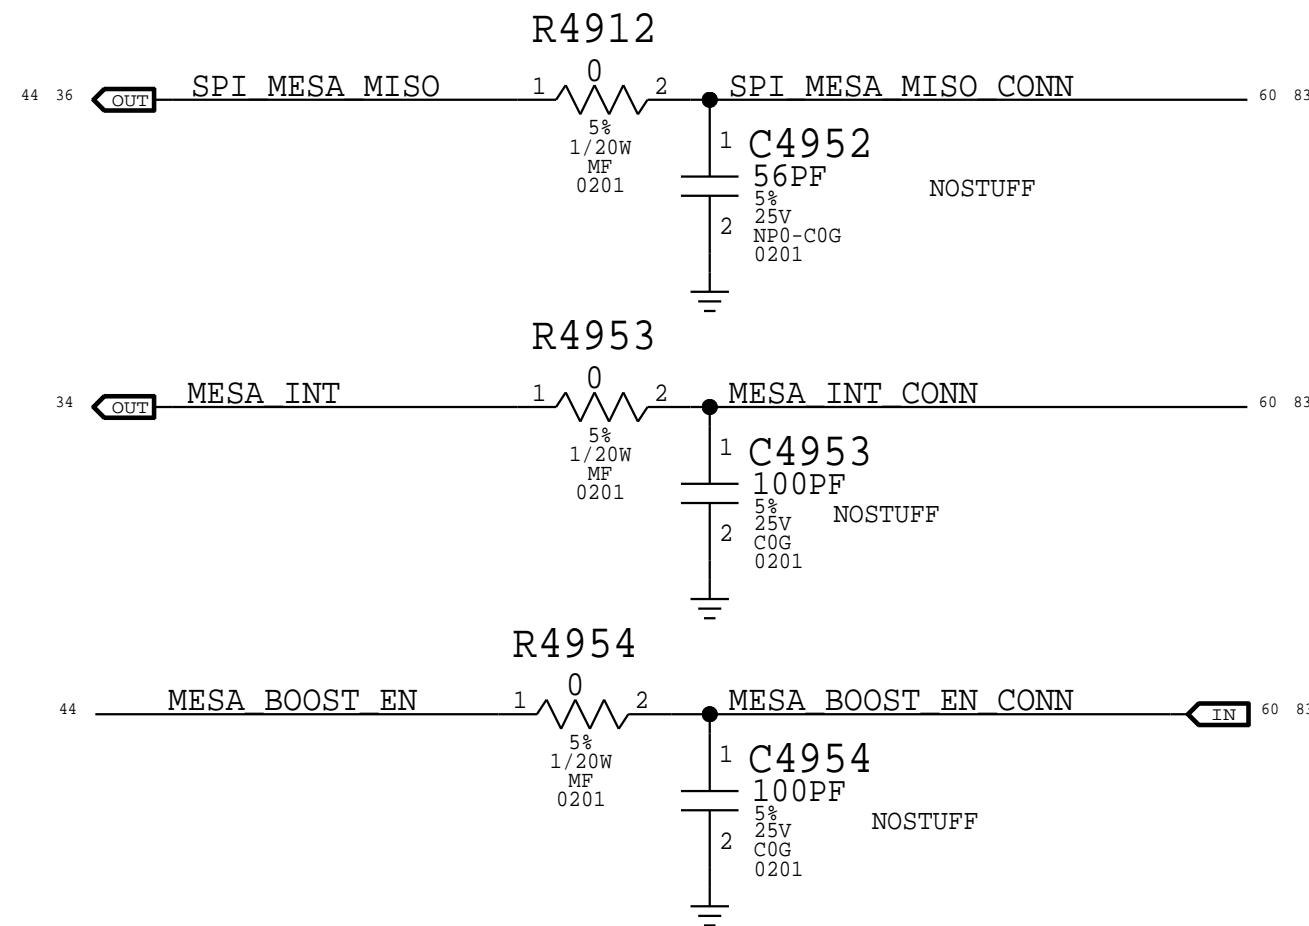 R4912
44 36 OUT SPI_MESA_MISO 1 0 2 SPI_MESA_MISO_CONN 60 83
5%
1/20W
MF
0201
1 C4952
56PF
5%
25V
NP0-C0G
0201
2
NOSTUFF
R4953
34 OUT MESA_INT 1 0 2 MESA_INT_CONN 60 83
5%
1/20W
MF
0201
1 C4953
100PF
5%
25V
C0G
0201
2
NOSTUFF
R4954
44 MESA_BOOST_EN 1 0 2 MESA_BOOST_EN_CONN IN 60 83
5%
1/20W
MF
0201
1 C4954
100PF
5%
25V
C0G
0201
2
NOSTUFF